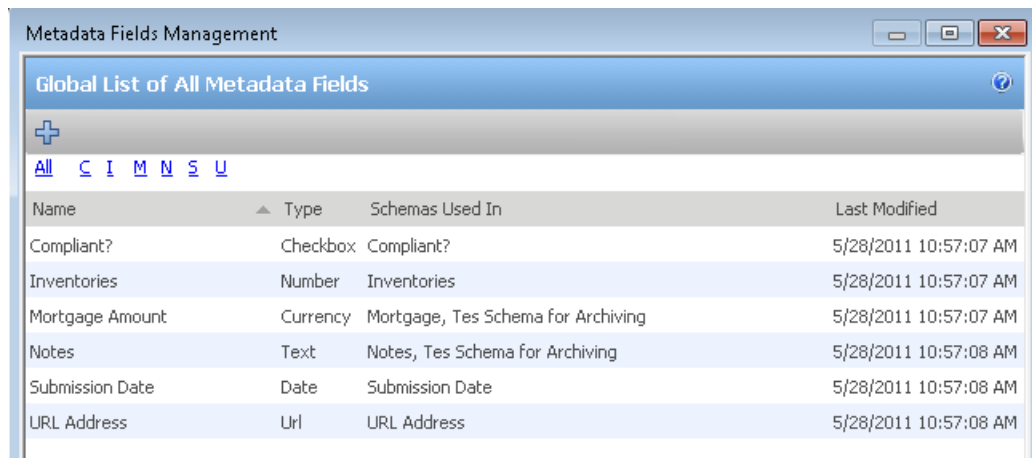 Metadata Fields Management
Global List of All Metadata Fields
All C I M N S U
Name Type Schemas Used In Last Modified
Compliant? Checkbox Compliant? 5/28/2011 10:57:07 AM
Inventories Number Inventories 5/28/2011 10:57:07 AM
Mortgage Amount Currency Mortgage, Tes Schema for Archiving 5/28/2011 10:57:07 AM
Notes Text Notes, Tes Schema for Archiving 5/28/2011 10:57:08 AM
Submission Date Date Submission Date 5/28/2011 10:57:08 AM
URL Address Url URL Address 5/28/2011 10:57:08 AM